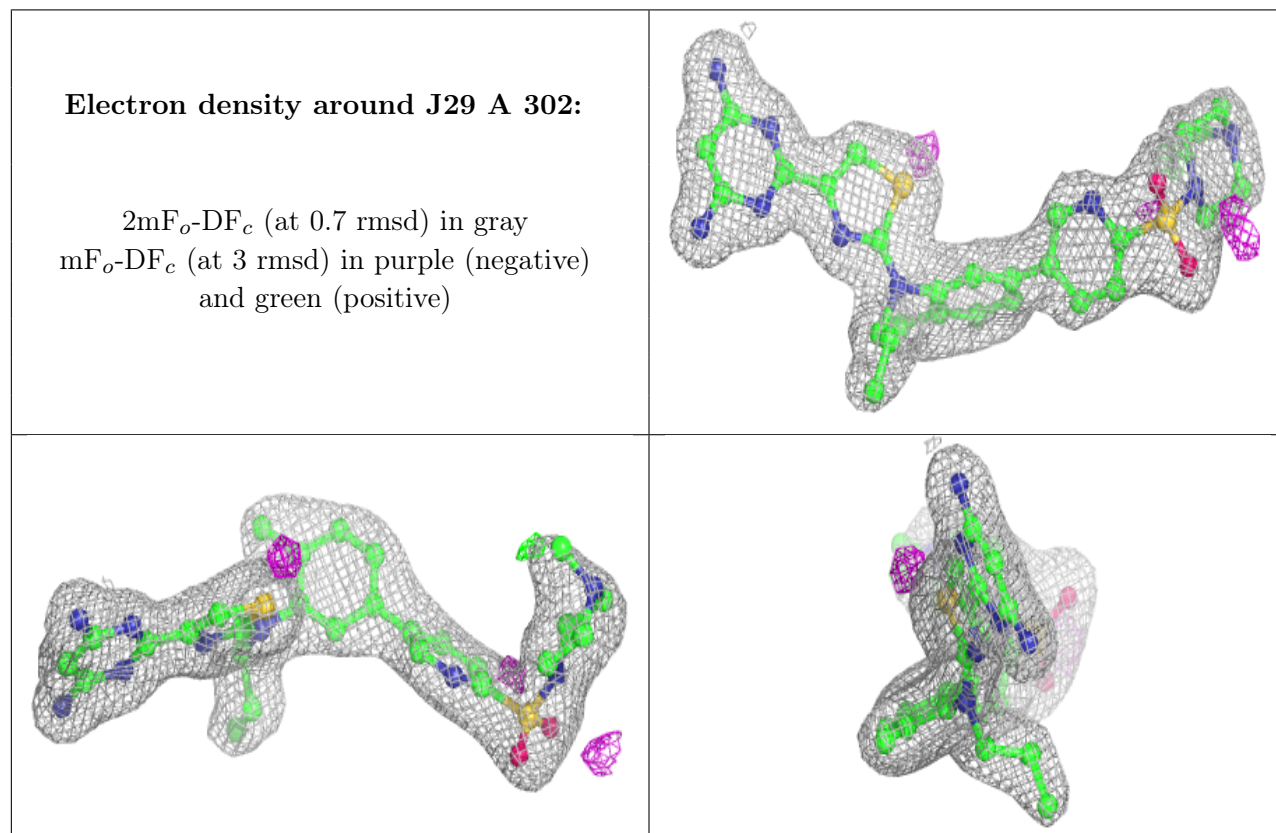 Electron density around J29 A 302:
2mFo-DFc (at 0.7 rmsd) in gray
mFo-DFc (at 3 rmsd) in purple (negative)
and green (positive)